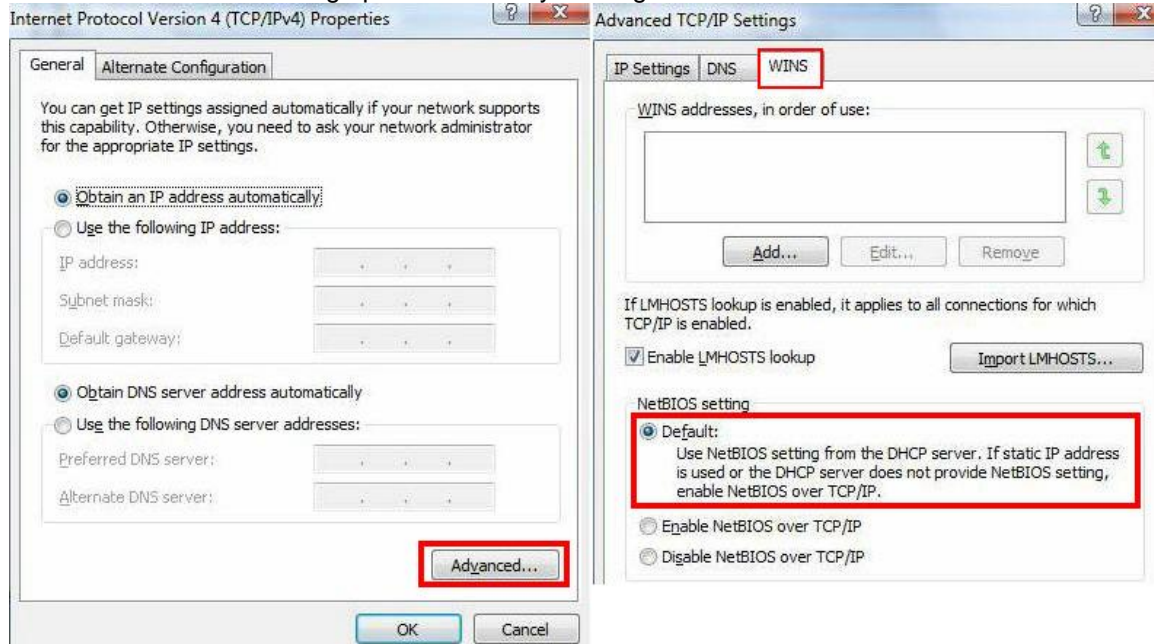 Internet Protocol Version 4 (TCP/IPv4) Properties
General
Alternate Configuration
You can get IP settings assigned automatically if your network supports
this capability. Otherwise, you need to ask your network administrator
for the appropriate IP settings.
Obtain an IP address automatically
Use the following IP address:
IP address:
Subnet mask:
Default gateway:
Obtain DNS server address automatically
Use the following DNS server addresses:
Preferred DNS server:
Alternate DNS server:
Advanced...
OK
Cancel
Advanced TCP/IP Settings
IP Settings
DNS
WINS
WINS addresses, in order of use:
Add...
Edit...
Remove
If LMHOSTS lookup is enabled, it applies to all connections for which
TCP/IP is enabled.
Enable LMHOSTS lookup
Import LMHOSTS...
NetBIOS setting
Default:
Use NetBIOS setting from the DHCP server. If static IP address
is used or the DHCP server does not provide NetBIOS setting,
enable NetBIOS over TCP/IP.
Enable NetBIOS over TCP/IP
Disable NetBIOS over TCP/IP